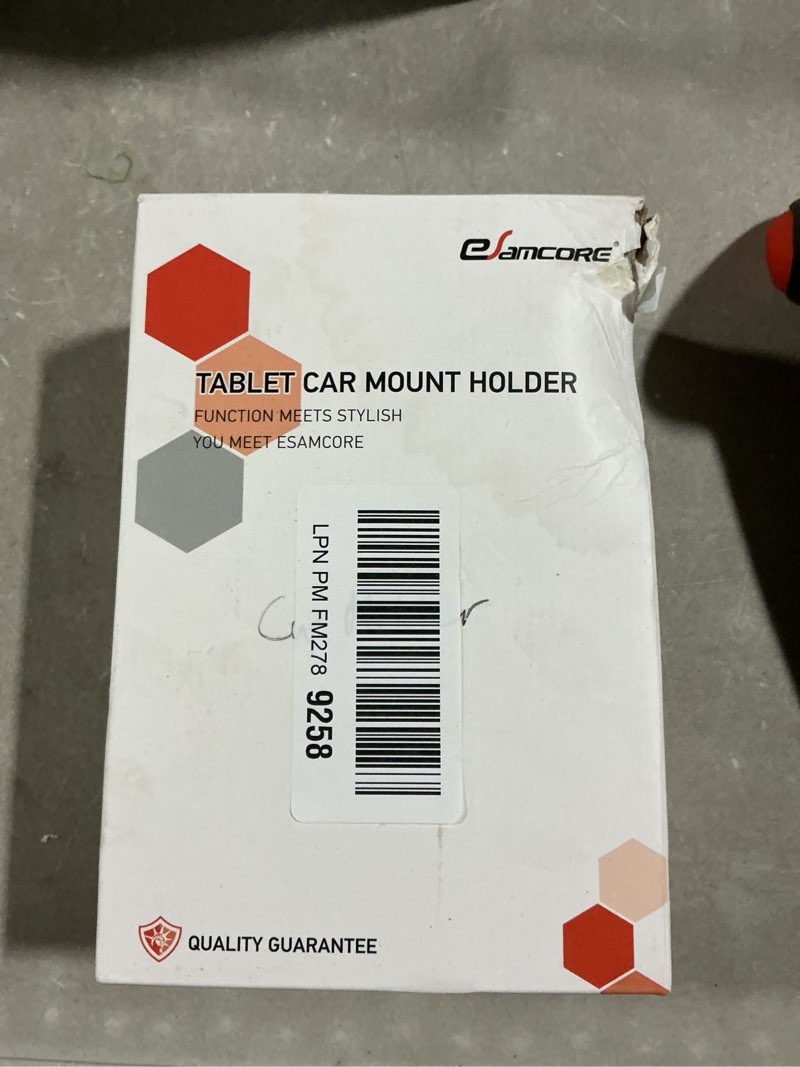 eSamcore®
TABLET CAR MOUNT HOLDER
FUNCTION MEETS STYLISH
YOU MEET ESAMCORE
LPN PM FM278 9258
QUALITY GUARANTEE